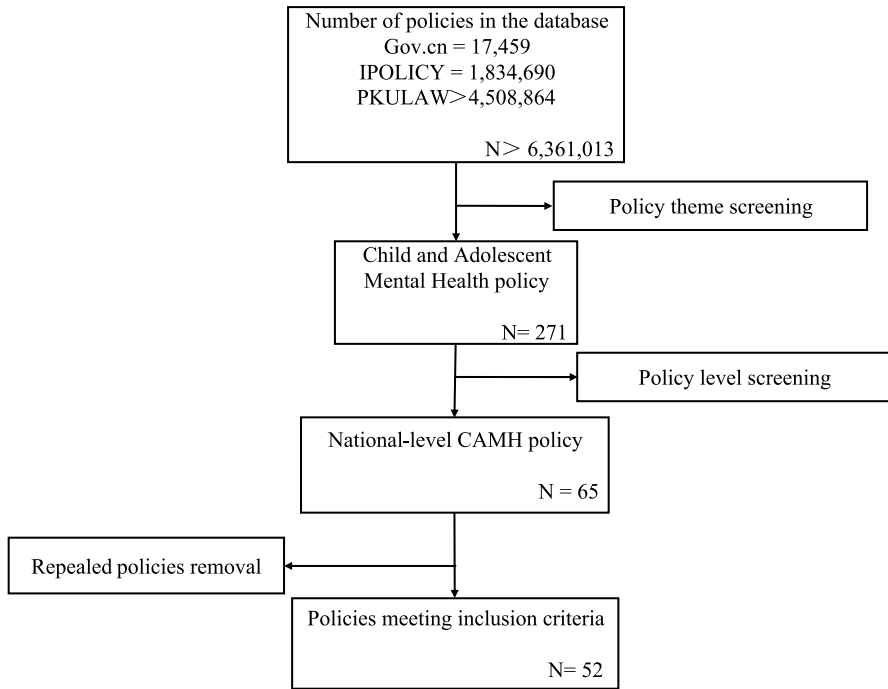 Number of policies in the database
Gov.cn = 17,459
IPOLICY = 1,834,690
PKULAW＞4,508,864
N＞ 6,361,013
Policy theme screening
Child and Adolescent
Mental Health policy
N= 271
Policy level screening
National-level CAMH policy
N = 65
Repealed policies removal
Policies meeting inclusion criteria
N= 52